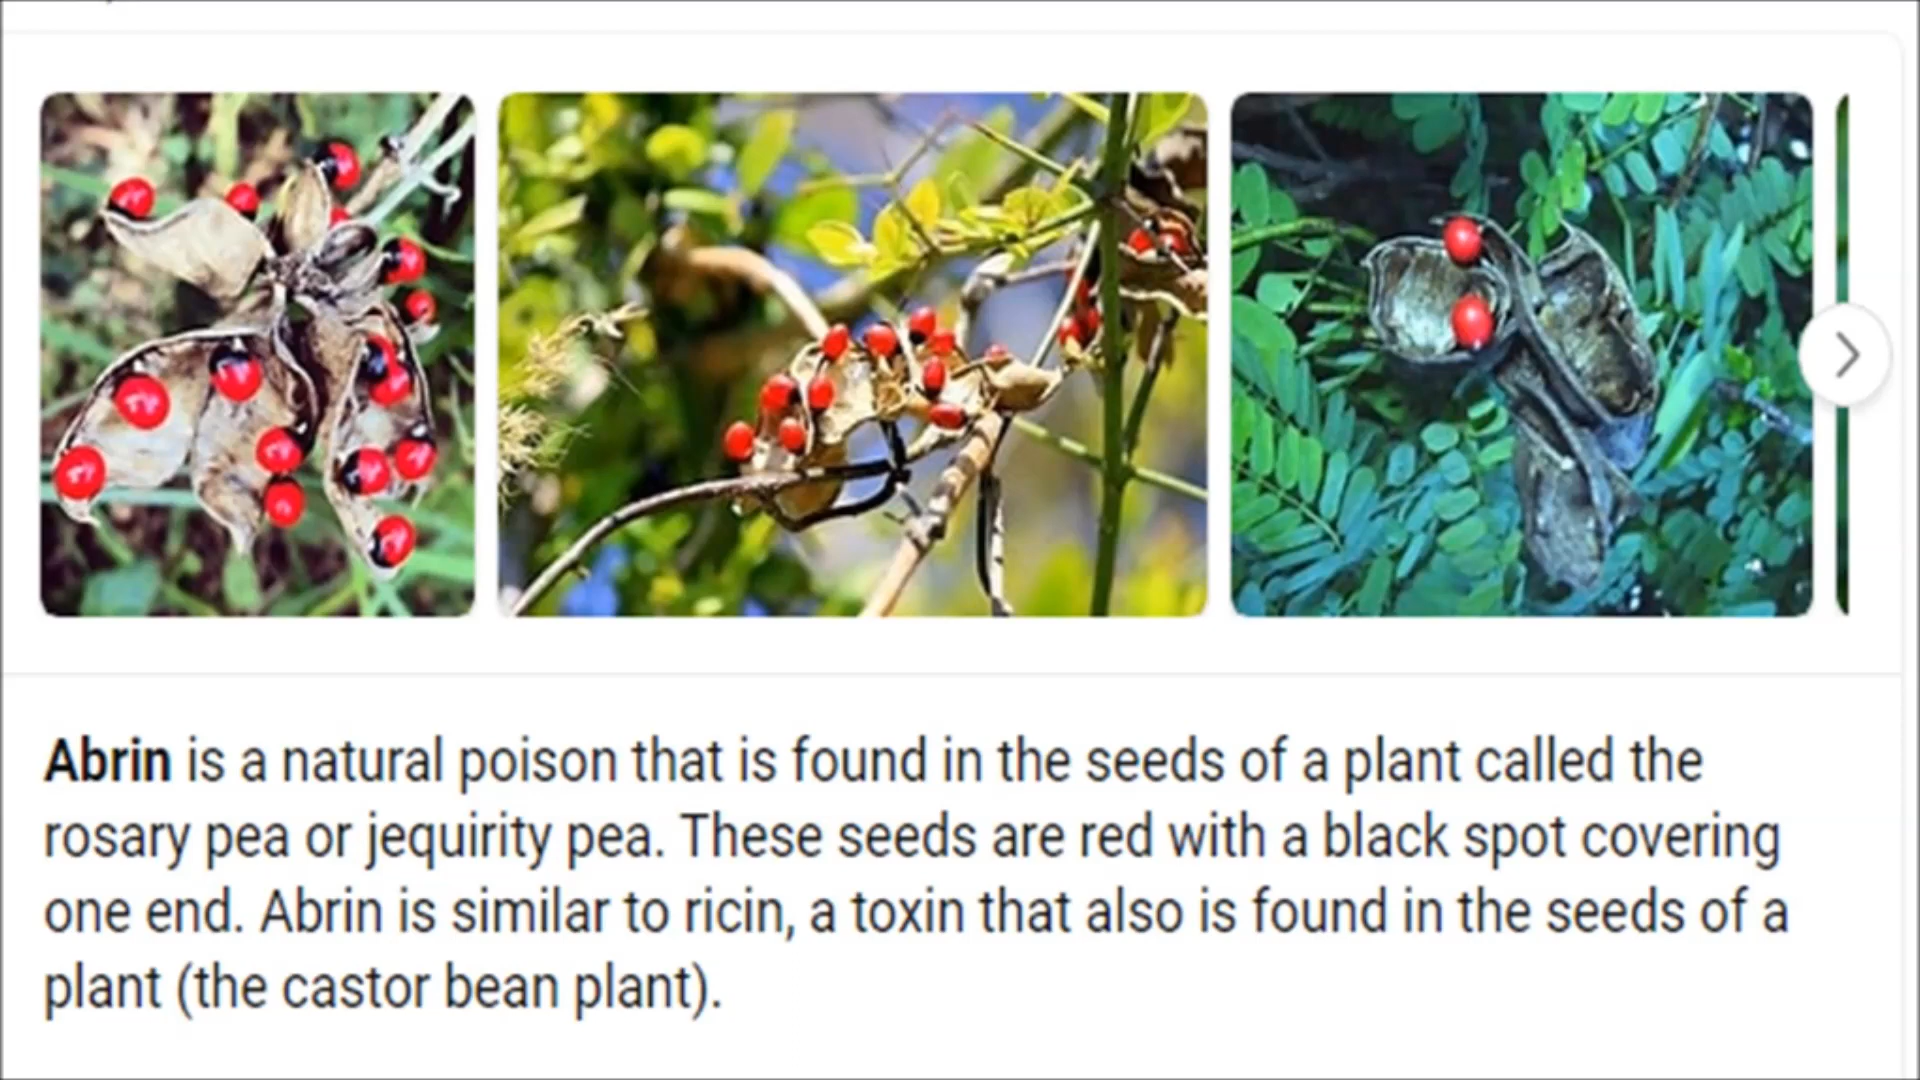 Abrin is a natural poison that is found in the seeds of a plant called the
rosary pea or jequirity pea. These seeds are red with a black spot covering
one end. Abrin is similar to ricin, a toxin that also is found in the seeds of a
plant (the castor bean plant).